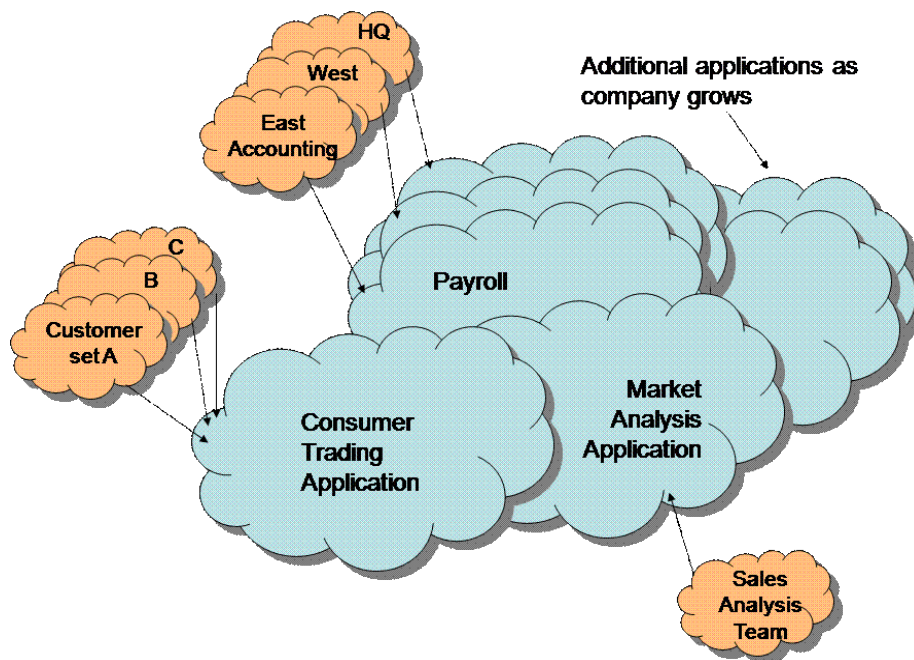 HQ
West
East
Accounting
Additional applications as
company grows
C
B
Customer
set A
Payroll
Consumer
Trading
Application
Market
Analysis
Application
Sales
Analysis
Team